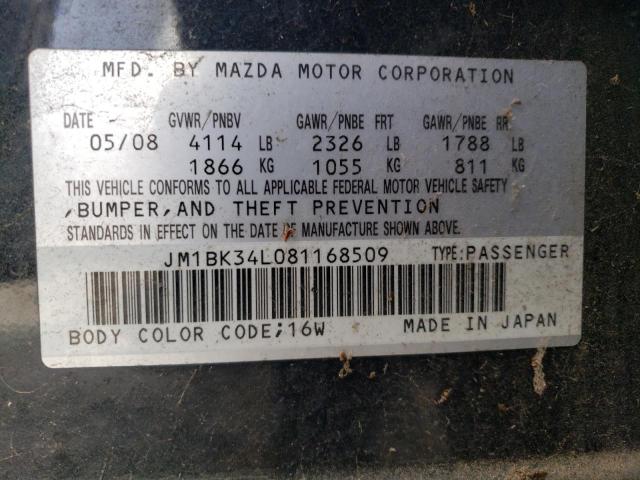 MFD. BY MAZDA MOTOR CORPORATION
DATE GVWR/PNBV GAWR/PNBE FRT GAWR/PNBE RR
05/08 4114 LB 2326 LB 1788 LB
1866 KG 1055 KG 811 KG
THIS VEHICLE CONFORMS TO ALL APPLICABLE FEDERAL MOTOR VEHICLE SAFETY
,BUMPER,AND THEFT PREVENTION
STANDARDS IN EFFECT ON THE DATE OF MANUFACTURE SHOWN ABOVE.
JM1BK34L081168509 TYPE:PASSENGER
BODY COLOR CODE;16W MADE IN JAPAN